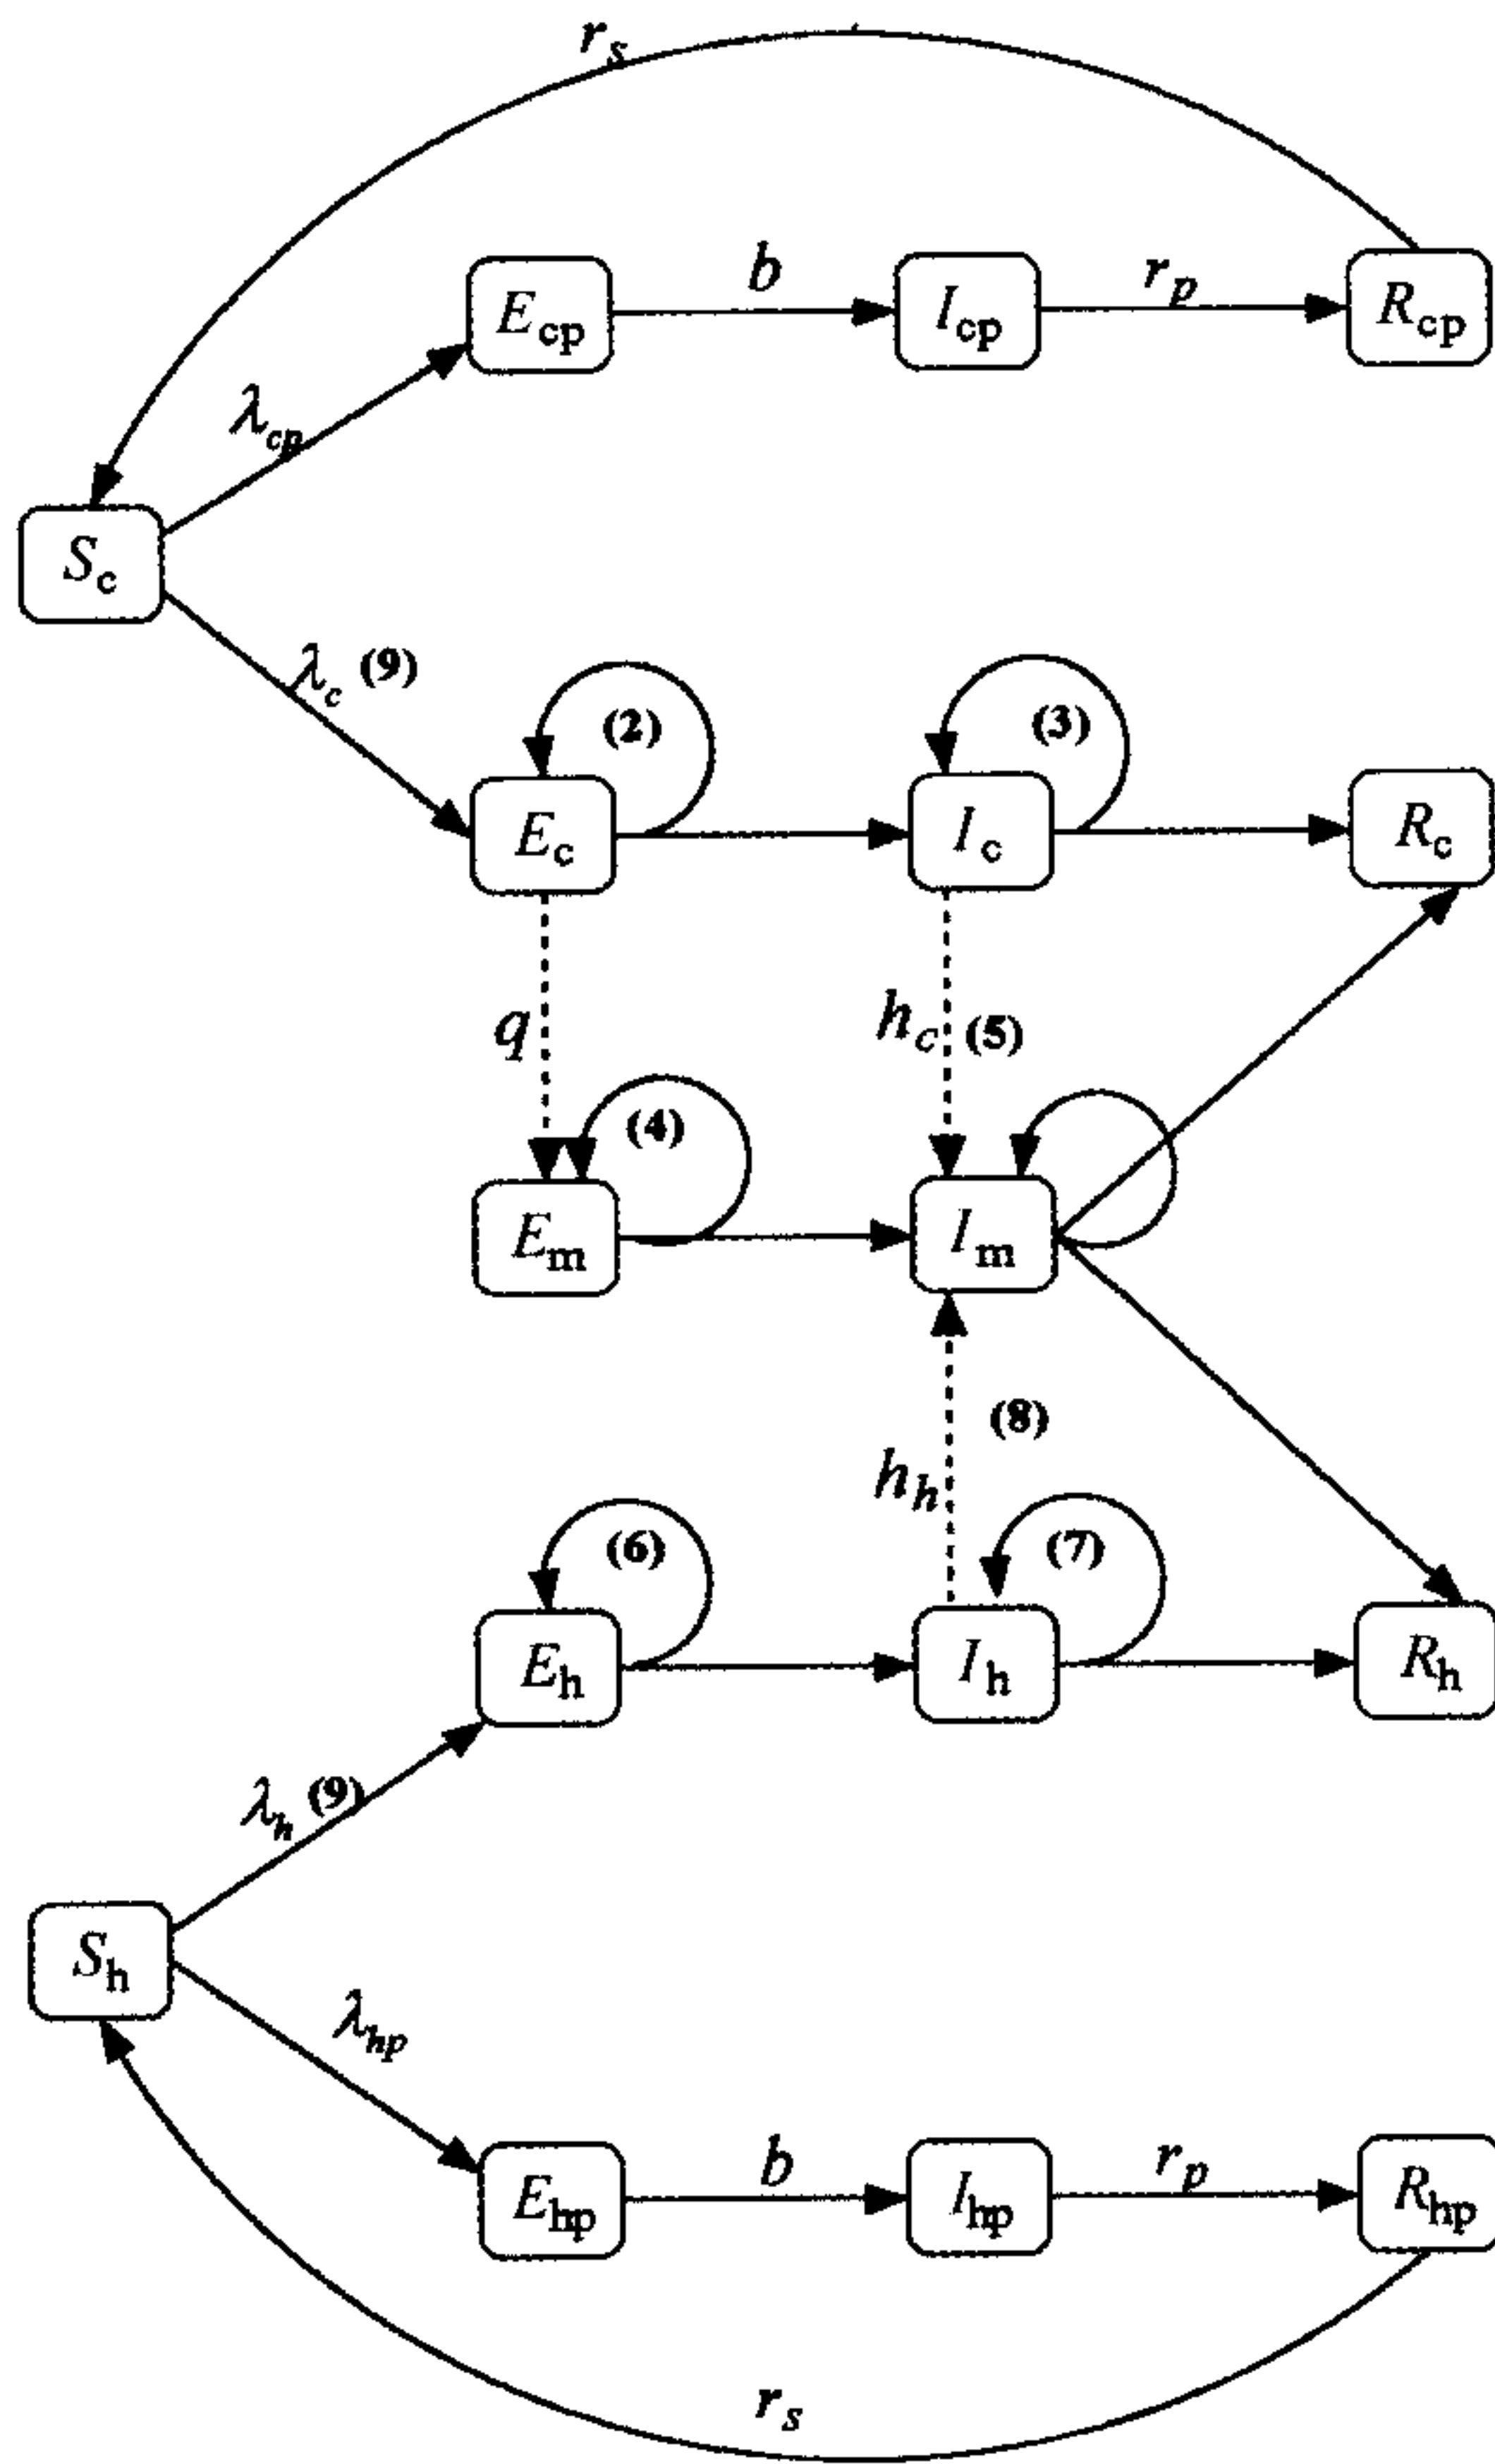 r_s
b
r_p
E_cp
I_cp
R_cp
λ_cp
S_c
λ_c (9)
(2)
(3)
E_c
I_c
R_c
q
h_c (5)
(4)
E_m
I_m
(8)
h_h
(6)
(7)
E_h
I_h
R_h
λ_h (9)
S_h
λ_hp
b
r_p
E_hp
I_hp
R_hp
r_s